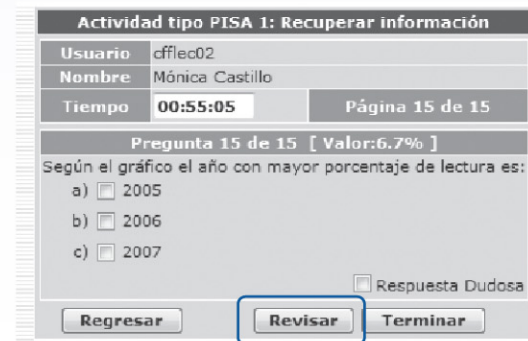 Actividad tipo PISA 1: Recuperar información
Usuario cfflec02
Nombre Mónica Castillo
Tiempo 00:55:05 Página 15 de 15
Pregunta 15 de 15 [ Valor:6.7% ]
Según el gráfico el año con mayor porcentaje de lectura es:
a) 2005
b) 2006
c) 2007
Respuesta Dudosa
Regresar Revisar Terminar